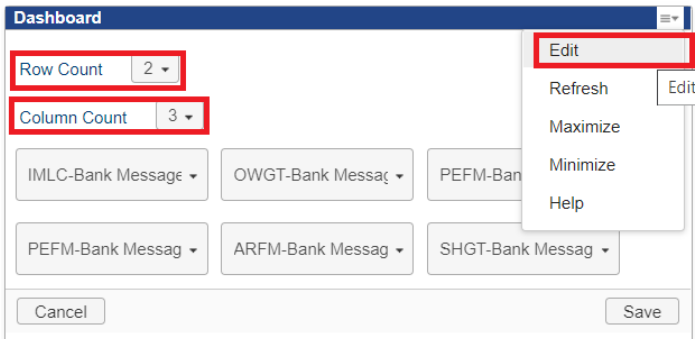 Dashboard
Edit
Row Count 2
Refresh
Edit
Column Count 3
Maximize
Minimize
IMLC-Bank Message
OWGT-Bank Messag
PEFM-Ban
Help
PEFM-Bank Messag
ARFM-Bank Messag
SHGT-Bank Messag
Cancel
Save